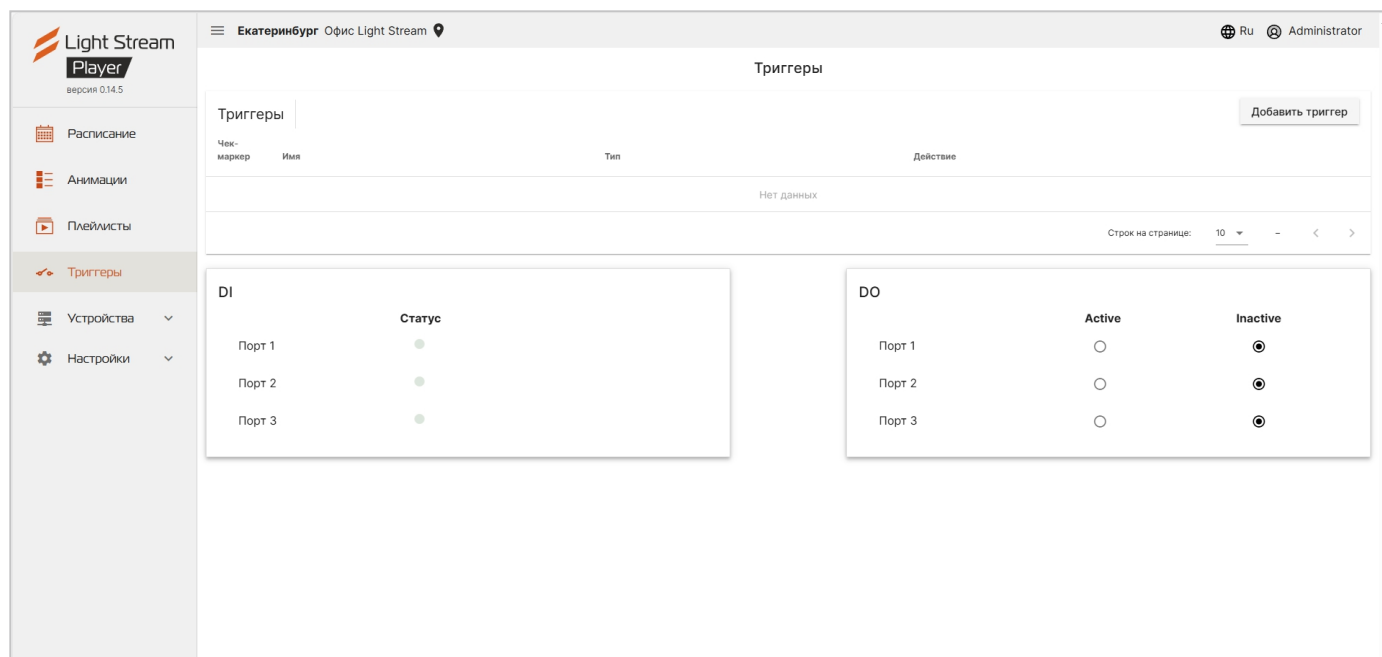 Light Stream
Player
версия 0.14.5
Расписание
Анимации
Плейлисты
Триггеры
Устройства
Настройки
Екатеринбург Офис Light Stream
Ru Administrator
Триггеры
Триггеры
Добавить триггер
Чек-
маркер Имя Тип Действие
Нет данных
Строк на странице: 10 –
DI
Статус
Порт 1
Порт 2
Порт 3
DO
Active Inactive
Порт 1
Порт 2
Порт 3